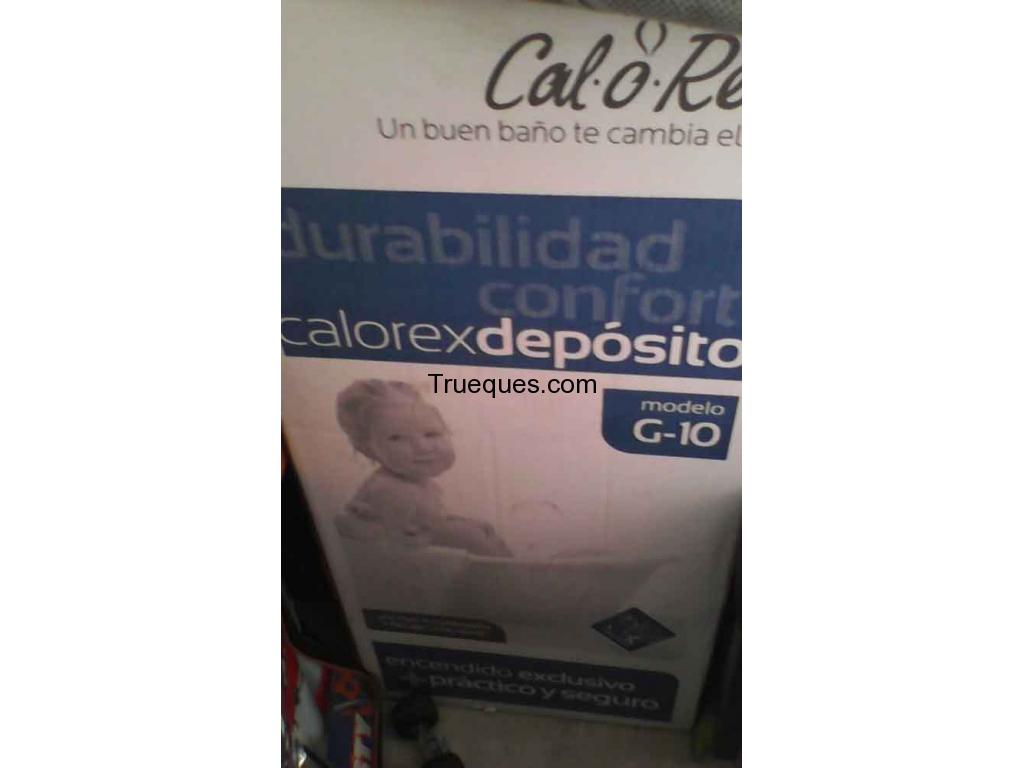 Cal·o·Re
Un buen baño te cambia el
durabilidad
confort
calorexdepósito
Trueques.com
modelo
G-10
encendido exclusivo
+práctico y seguro